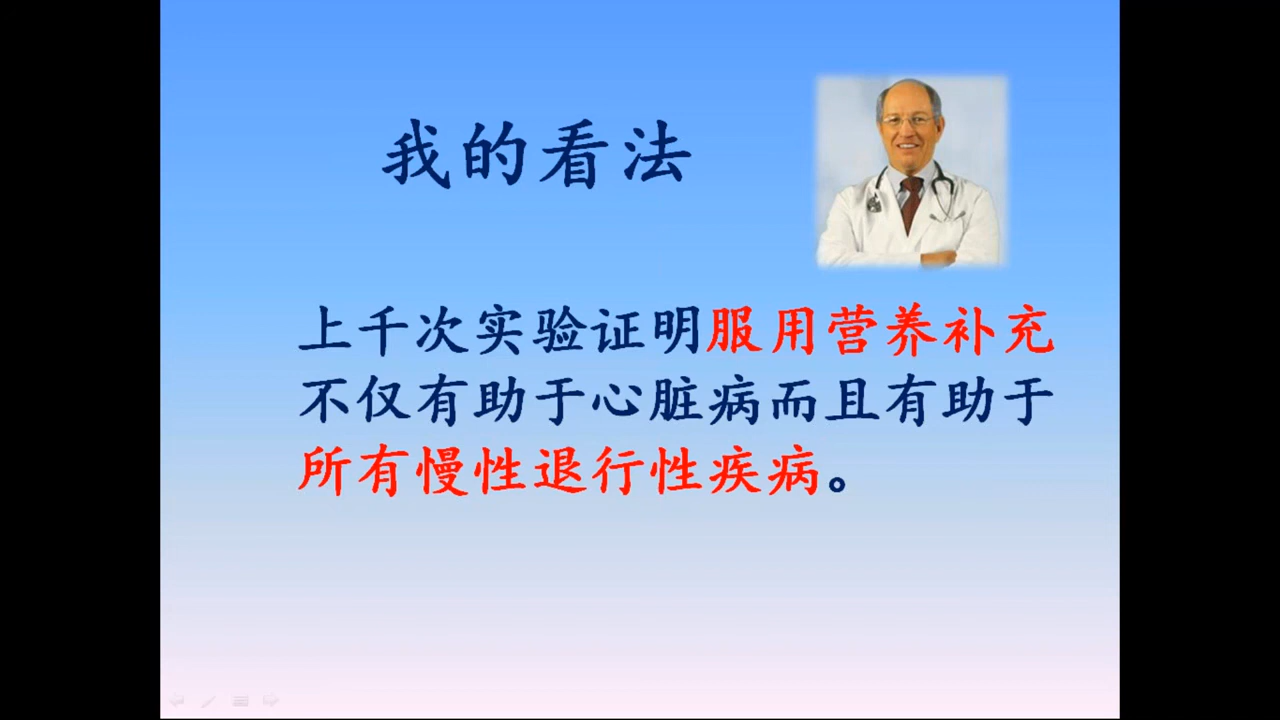 我的看法
上千次实验证明服用营养补充
不仅有助于心脏病而且有助于
所有慢性退行性疾病。